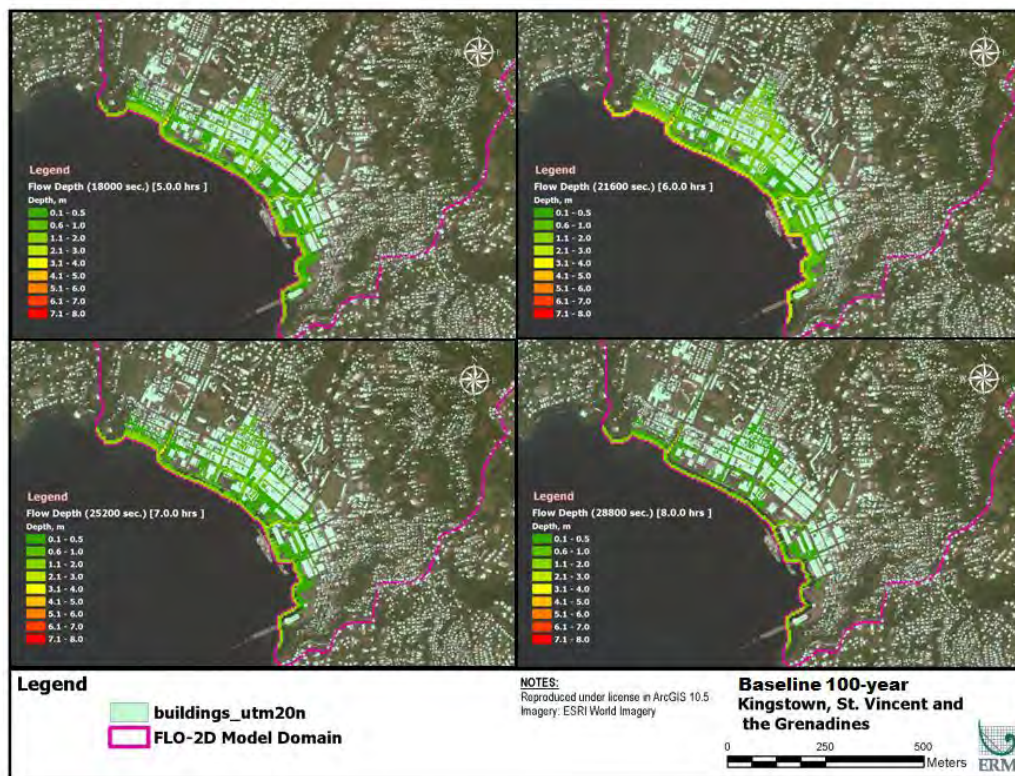 Legend
Flow Depth (18000 sec.) [5.0.0 hrs ]
Depth, m
0.1 - 0.5
0.6 - 1.0
1.1 - 2.0
2.1 - 3.0
3.1 - 4.0
4.1 - 5.0
5.1 - 6.0
6.1 - 7.0
7.1 - 8.0
Legend
Flow Depth (21600 sec.) [6.0.0 hrs ]
Depth, m
0.1 - 0.5
0.6 - 1.0
1.1 - 2.0
2.1 - 3.0
3.1 - 4.0
4.1 - 5.0
5.1 - 6.0
6.1 - 7.0
7.1 - 8.0
Legend
Flow Depth (25200 sec.) [7.0.0 hrs ]
Depth, m
0.1 - 0.5
0.6 - 1.0
1.1 - 2.0
2.1 - 3.0
3.1 - 4.0
4.1 - 5.0
5.1 - 6.0
6.1 - 7.0
7.1 - 8.0
Legend
Flow Depth (28800 sec.) [8.0.0 hrs ]
Depth, m
0.1 - 0.5
0.6 - 1.0
1.1 - 2.0
2.1 - 3.0
3.1 - 4.0
4.1 - 5.0
5.1 - 6.0
6.1 - 7.0
7.1 - 8.0
Legend
buildings_utm20n
FLO-2D Model Domain
NOTES:
Reproduced under license in ArcGIS 10.5
Imagery: ESRI World Imagery
Baseline 100-year
Kingstown, St. Vincent and
the Grenadines
0 250 500
Meters
ERM